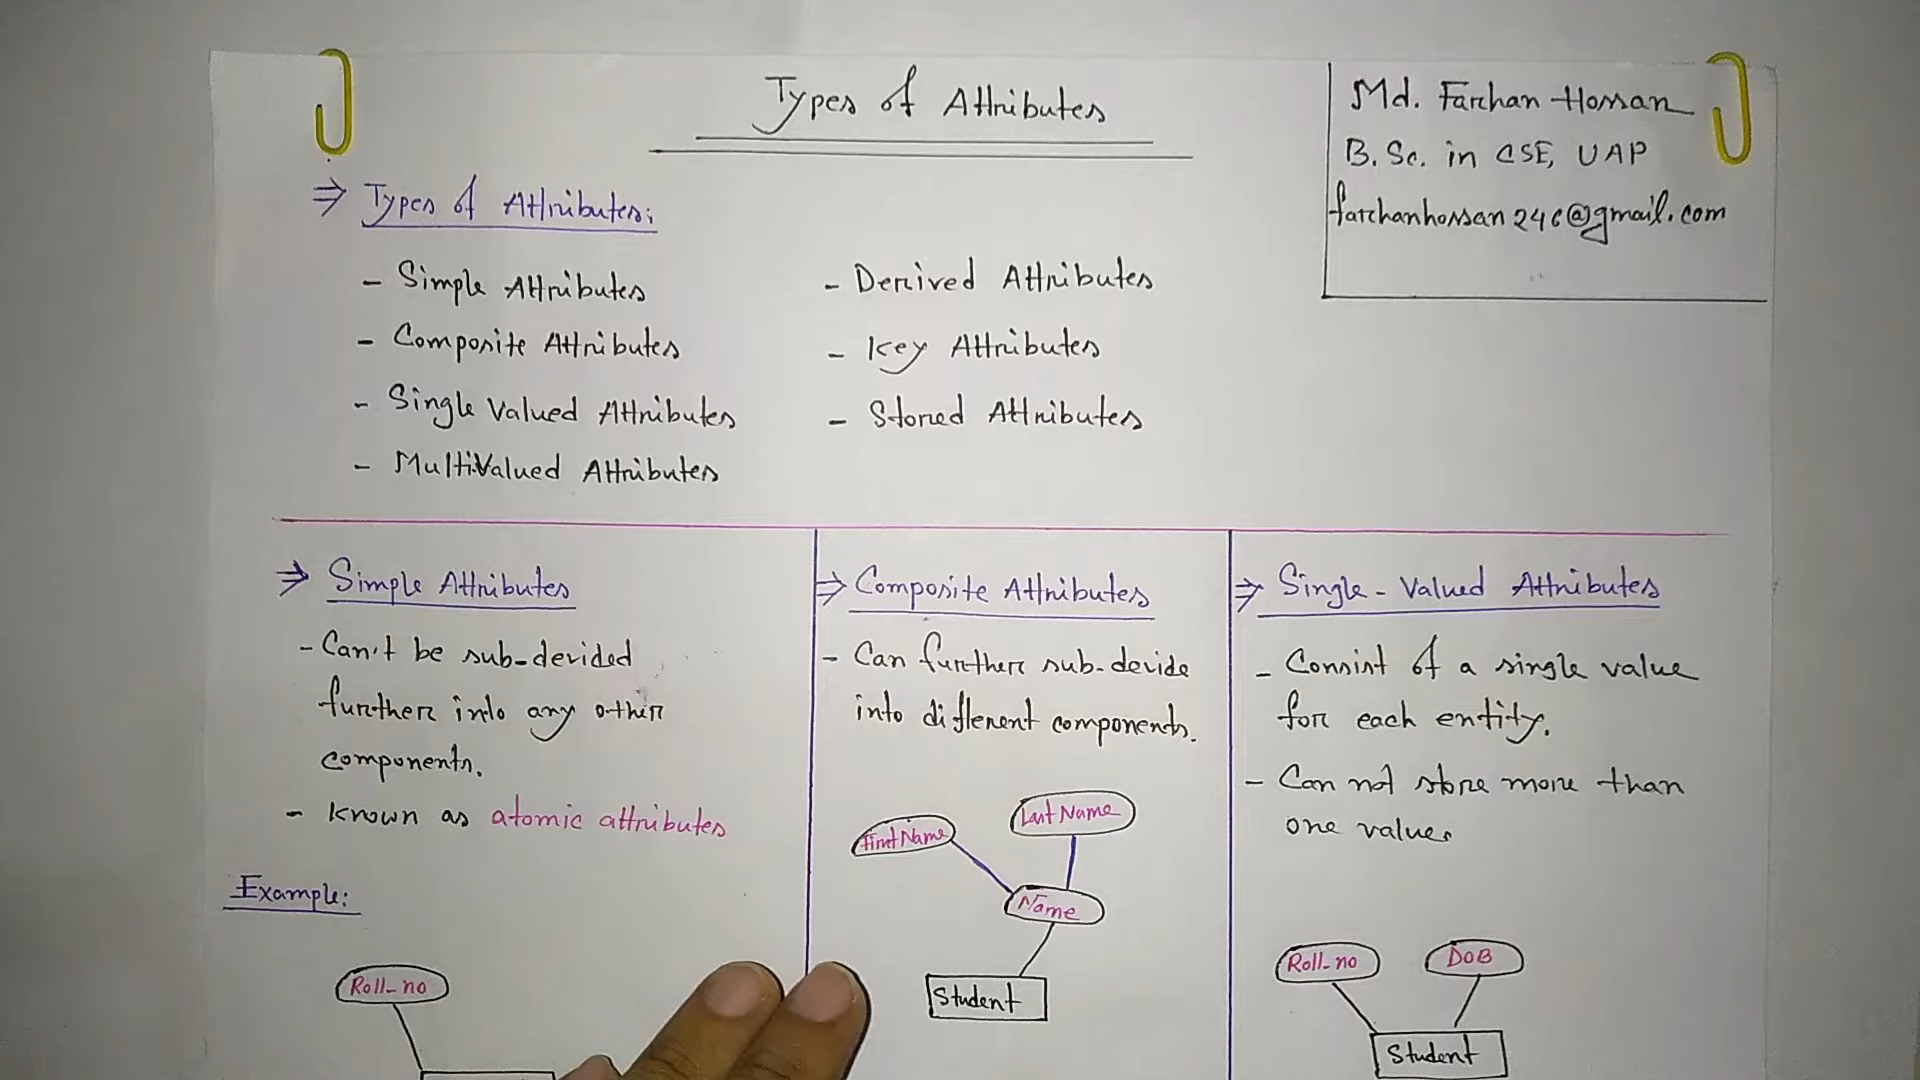 Types of Attributes
Md. Farhan Hossan
B.Sc. in CSE, UAP
farhanhossan246@gmail.com
⇒ Types of Attributes:
- Simple Attributes
- Composite Attributes
- Single Valued Attributes
- MultiValued Attributes
- Derived Attributes
- Key Attributes
- Stored Attributes
⇒ Simple Attributes
- Can't be sub-devided
further into any other
components.
- Known as atomic attributes
Example:
Roll-no
⇒ Composite Attributes
- Can further sub-devide
into different components.
First Name
Last Name
Name
Student
⇒ Single-Valued Attributes
- Consist of a single value
for each entity.
- Can not store more than
one value.
Roll-no
DOB
Student